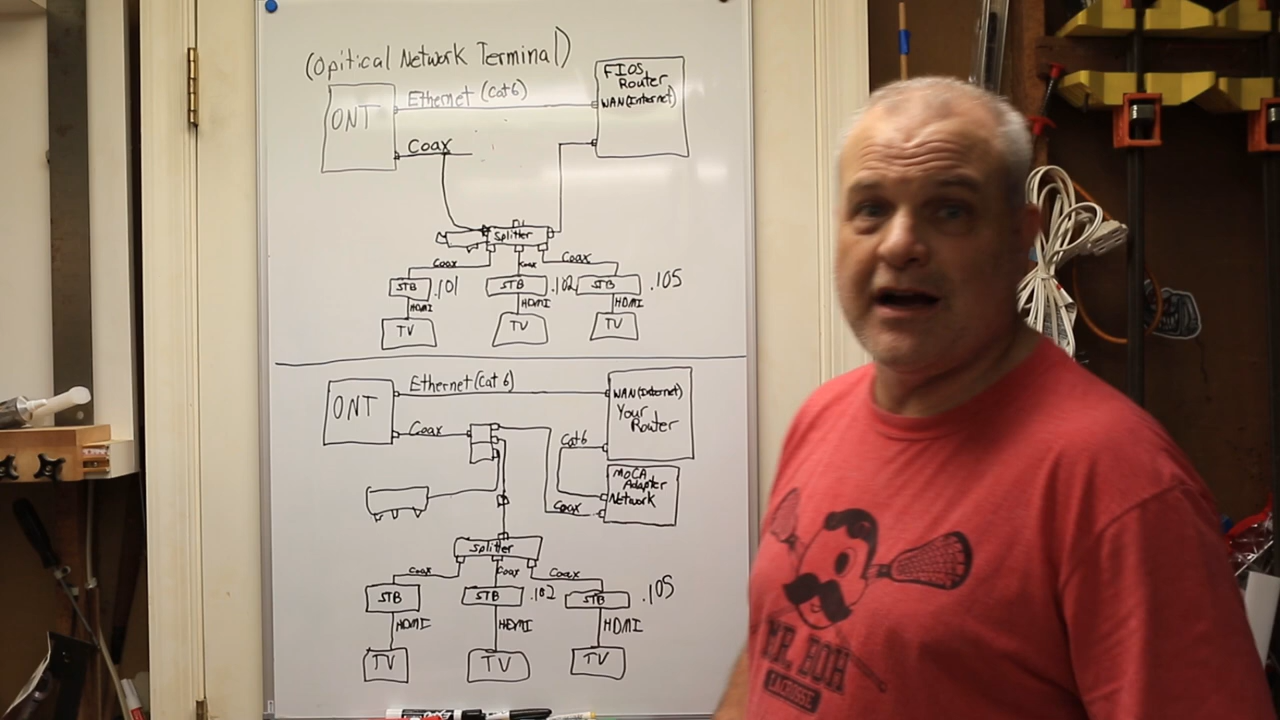 (Opitical Network Terminal)
FIOS
Router
WAN(Internet)
ONT
Ethernet (Cat6)
Coax
Splitter
Coax
Coax
Coax
STB
.101
STB
.102
STB
.105
HDMI
HDMI
HDMI
TV
TV
TV
ONT
Ethernet(Cat 6)
WAN(Internet)
Your
Router
Coax
Cat6
MoCA
Adapter
Network
Coax
Splitter
Coax
Coax
Coax
STB
STB
.102
STB
.105
HDMI
HDMI
HDMI
TV
TV
TV
MR. BOH
LACROSSE